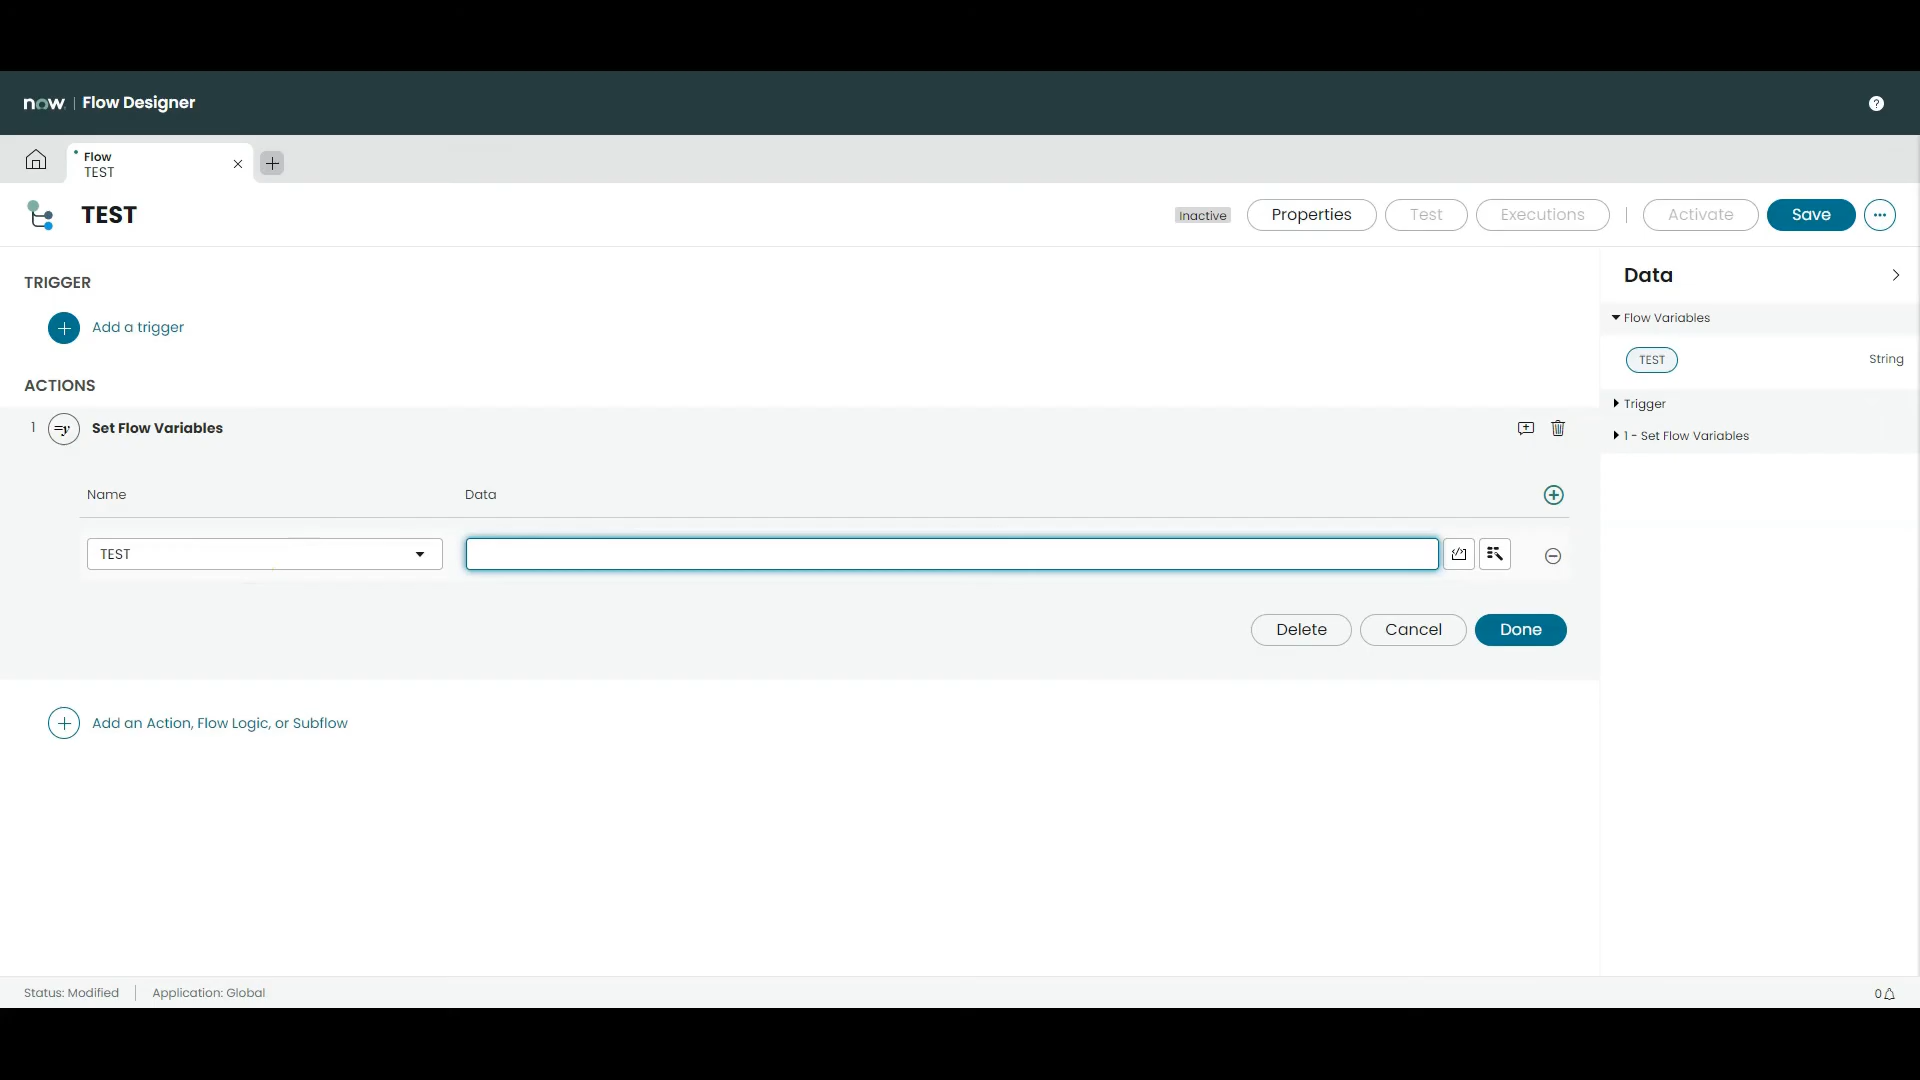 now. | Flow Designer
?
Flow
TEST
TEST
Inactive
Properties
Test
Executions
Activate
Save
TRIGGER
Add a trigger
ACTIONS
1
=y
Set Flow Variables
Name
Data
TEST
Delete
Cancel
Done
Add an Action, Flow Logic, or Subflow
Data
Flow Variables
TEST
String
Trigger
1 - Set Flow Variables
Status: Modified
Application: Global
0